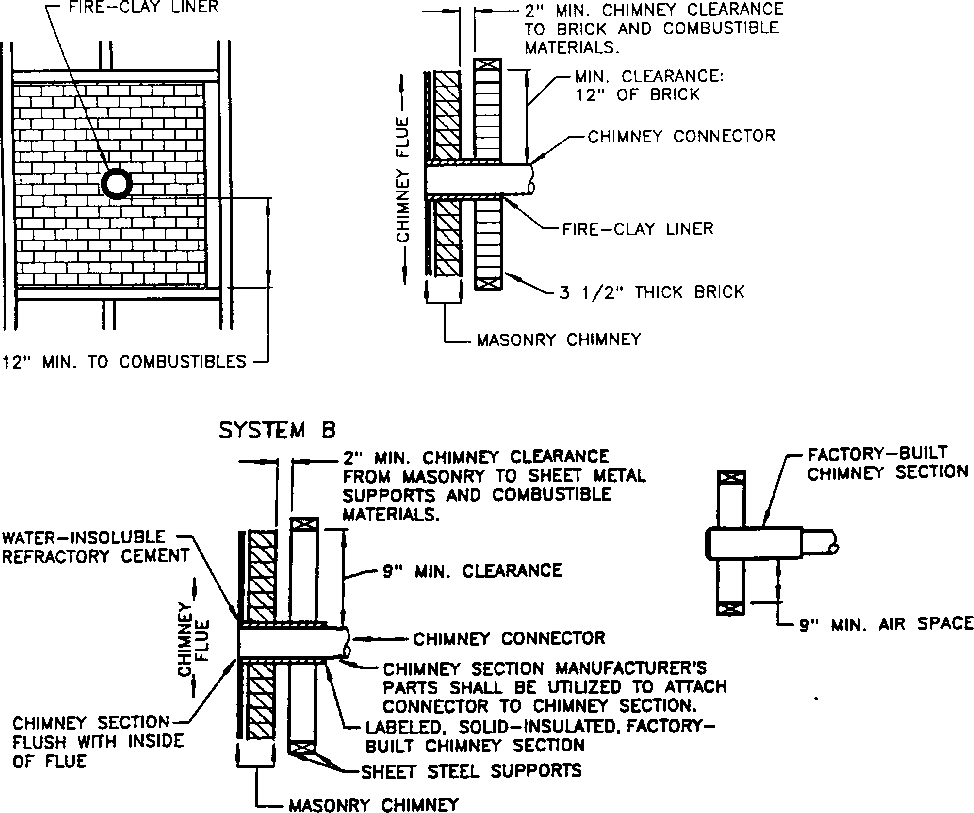 FIRE-CLAY LINER
12" MIN. TO COMBUSTIBLES
2" MIN. CHIMNEY CLEARANCE
TO BRICK AND COMBUSTIBLE
MATERIALS.
MIN. CLEARANCE:
12" OF BRICK
CHIMNEY CONNECTOR
CHIMNEY FLUE
FIRE-CLAY LINER
3 1/2" THICK BRICK
MASONRY CHIMNEY
SYSTEM B
2" MIN. CHIMNEY CLEARANCE
FROM MASONRY TO SHEET METAL
SUPPORTS AND COMBUSTIBLE
MATERIALS.
WATER-INSOLUBLE
REFRACTORY CEMENT
9" MIN. CLEARANCE
CHIMNEY
FLUE
CHIMNEY CONNECTOR
CHIMNEY SECTION MANUFACTURER'S
PARTS SHALL BE UTILIZED TO ATTACH
CONNECTOR TO CHIMNEY SECTION.
CHIMNEY SECTION
FLUSH WITH INSIDE
OF FLUE
LABELED, SOLID-INSULATED, FACTORY-
BUILT CHIMNEY SECTION
SHEET STEEL SUPPORTS
MASONRY CHIMNEY
FACTORY-BUILT
CHIMNEY SECTION
9" MIN. AIR SPACE